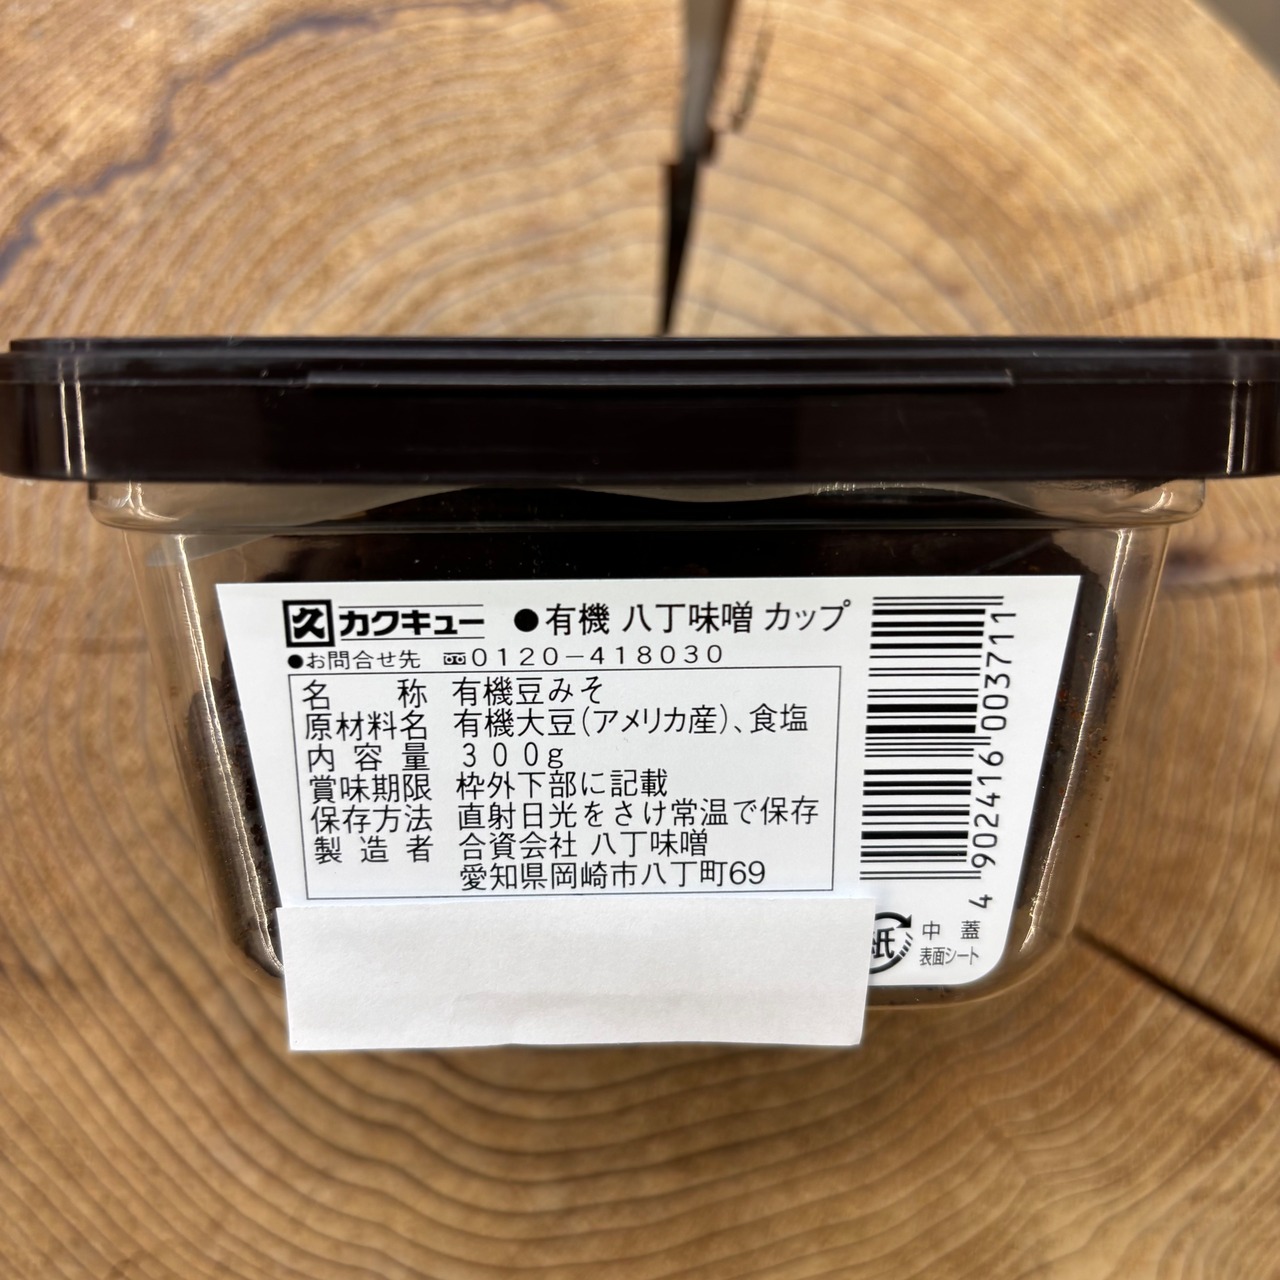 久 カクキュー ●有機 八丁味噌 カップ
●お問合せ先 0120-418030
名称 有機豆みそ
原材料名 有機大豆(アメリカ産)、食塩
内容量 300g
賞味期限 枠外下部に記載
保存方法 直射日光をさけ常温で保存
製造者 合資会社 八丁味噌
愛知県岡崎市八丁町69
4 902416 003711
紙 中蓋
表面シート